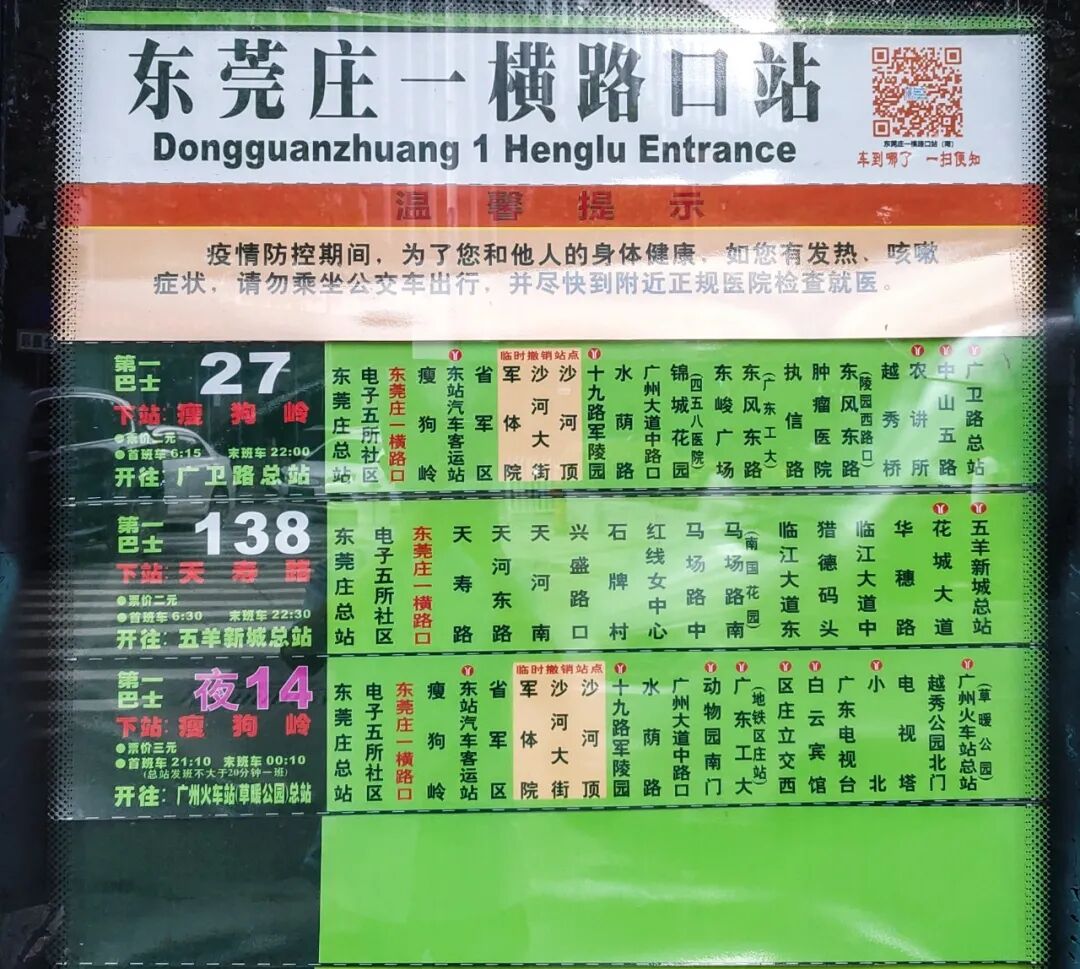 东莞庄一横路口站
Dongguanzhuang 1 Henglu Entrance
东莞庄一横路口站（南）
车到哪了 一扫便知
温馨提示
疫情防控期间，为了您和他人的身体健康，如您有发热、咳嗽
症状，请勿乘坐公交车出行，并尽快到附近正规医院检查就医。
第一巴士
27
下站:瘦狗岭
票价二元
首班车6:15 末班车22:00
开往:广卫路总站
东莞庄总站
电子五所社区
东莞庄一横路口
瘦狗岭
东站汽车客运站
省军区
临时撤销站点
军体院
沙河大街
沙河顶
十九路军陵园
水荫路
广州大道中路口
锦城花园
(四五八医院)
东峻广场
东风东路
(广东工大)
执信路
肿瘤医院
东风东路
(陵园西路口)
越秀桥
农讲所
中山五路
广卫路总站
第一巴士
138
下站:天寿路
票价二元
首班车6:30 末班车22:30
开往:五羊新城总站
东莞庄总站
电子五所社区
东莞庄一横路口
天寿路
天河东路
天河南
兴盛路口
石牌村
红线女中心
马场路中
马场路南
(南国花园)
临江大道东
猎德码头
临江大道中
华穗路
花城大道
五羊新城总站
第一巴士
夜14
下站:瘦狗岭
票价三元
首班车21:10 末班车00:10
(总站发班不大于20分钟一班)
开往:广州火车站(草暖公园)总站
东莞庄总站
电子五所社区
东莞庄一横路口
瘦狗岭
东站汽车客运站
省军区
临时撤销站点
军体院
沙河大街
沙河顶
十九路军陵园
水荫路
广州大道中路口
动物园南门
广东工大
(地铁区庄站)
区庄立交西
白云宾馆
广东电视台
小北
电视塔
越秀公园北门
广州火车站总站
(草暖公园)